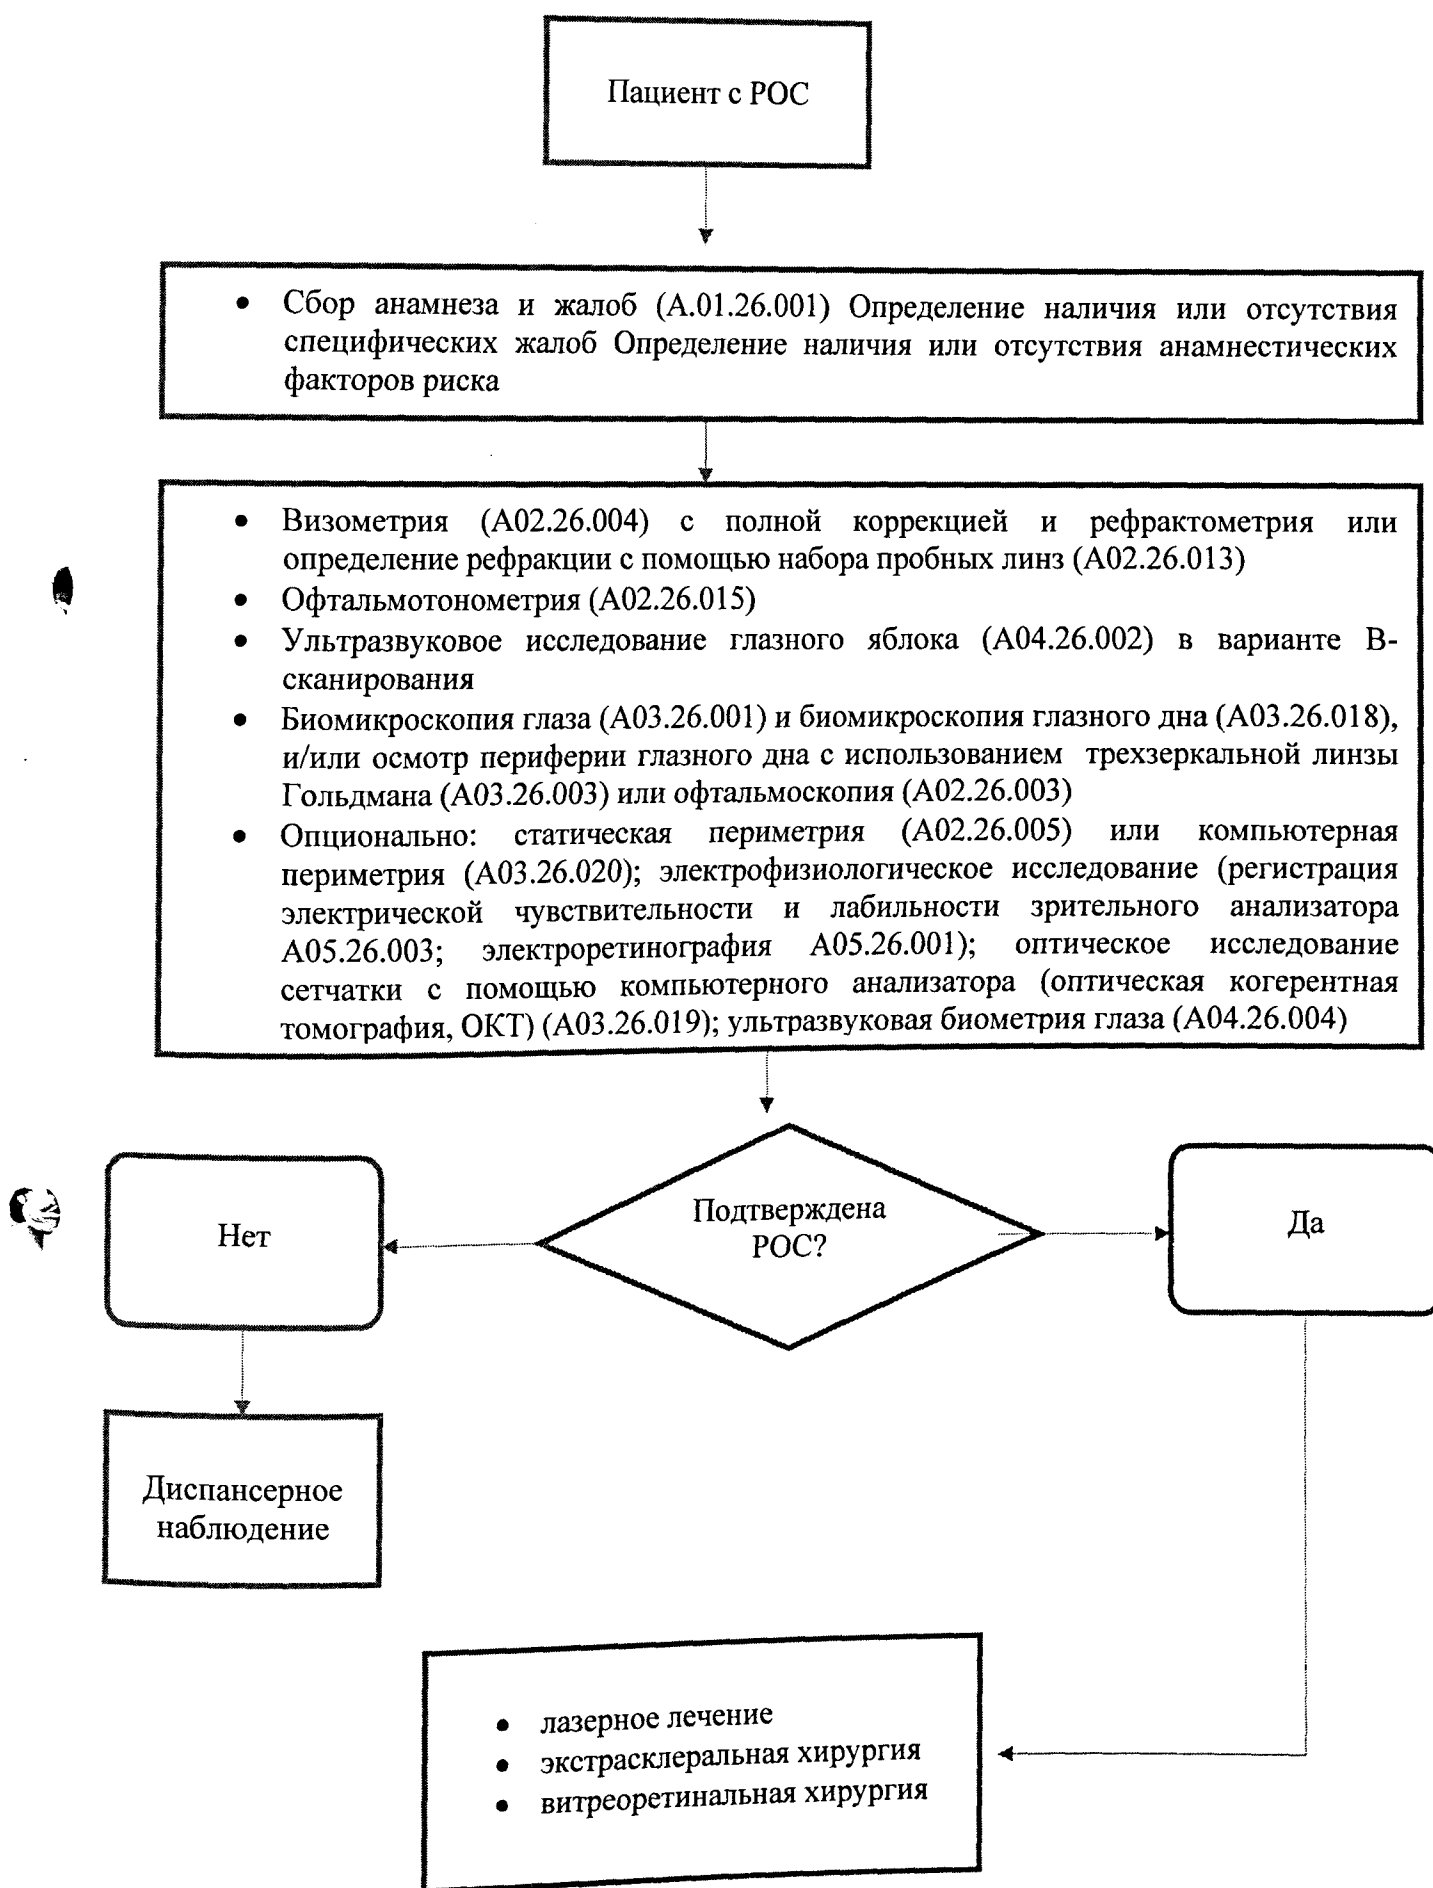 Пациент с РОС
• Сбор анамнеза и жалоб (А.01.26.001) Определение наличия или отсутствия
специфических жалоб Определение наличия или отсутствия анамнестических
факторов риска
• Визометрия (А02.26.004) с полной коррекцией и рефрактометрия или
определение рефракции с помощью набора пробных линз (А02.26.013)
• Офтальмотонометрия (А02.26.015)
• Ультразвуковое исследование глазного яблока (А04.26.002) в варианте В-
сканирования
• Биомикроскопия глаза (А03.26.001) и биомикроскопия глазного дна (А03.26.018),
и/или осмотр периферии глазного дна с использованием трехзеркальной линзы
Гольдмана (А03.26.003) или офтальмоскопия (А02.26.003)
• Опционально: статическая периметрия (А02.26.005) или компьютерная
периметрия (А03.26.020); электрофизиологическое исследование (регистрация
электрической чувствительности и лабильности зрительного анализатора
А05.26.003; электроретинография А05.26.001); оптическое исследование
сетчатки с помощью компьютерного анализатора (оптическая когерентная
томография, ОКТ) (А03.26.019); ультразвуковая биометрия глаза (А04.26.004)
Нет
Подтверждена
РОС?
Да
Диспансерное
наблюдение
• лазерное лечение
• экстрасклеральная хирургия
• витреоретинальная хирургия